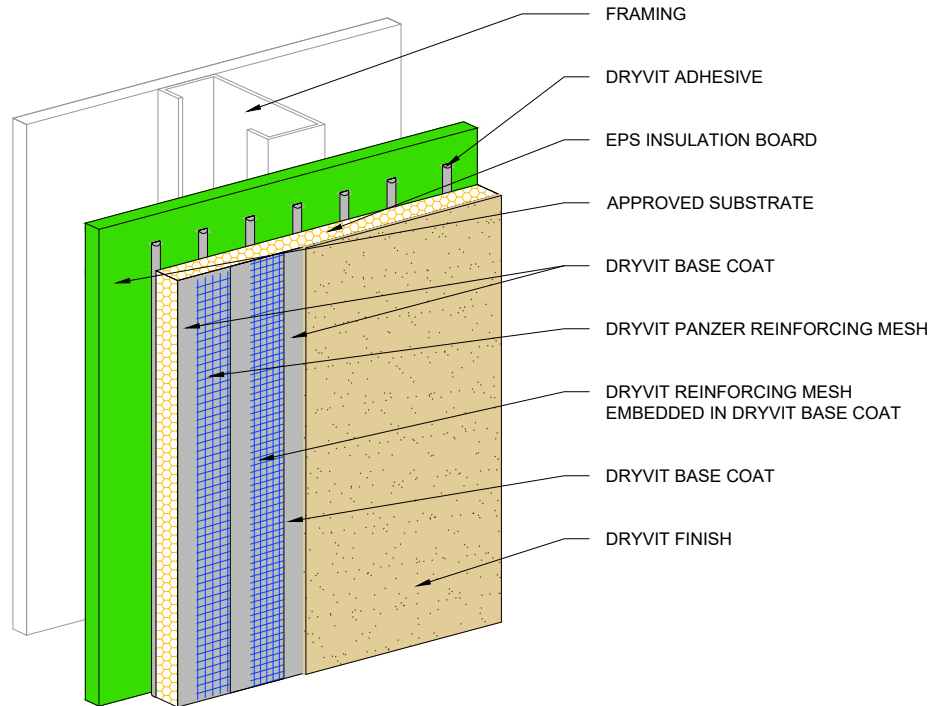 FRAMING
DRYVIT ADHESIVE
EPS INSULATION BOARD
APPROVED SUBSTRATE
DRYVIT BASE COAT
DRYVIT PANZER REINFORCING MESH
DRYVIT REINFORCING MESH
EMBEDDED IN DRYVIT BASE COAT
DRYVIT BASE COAT
DRYVIT FINISH